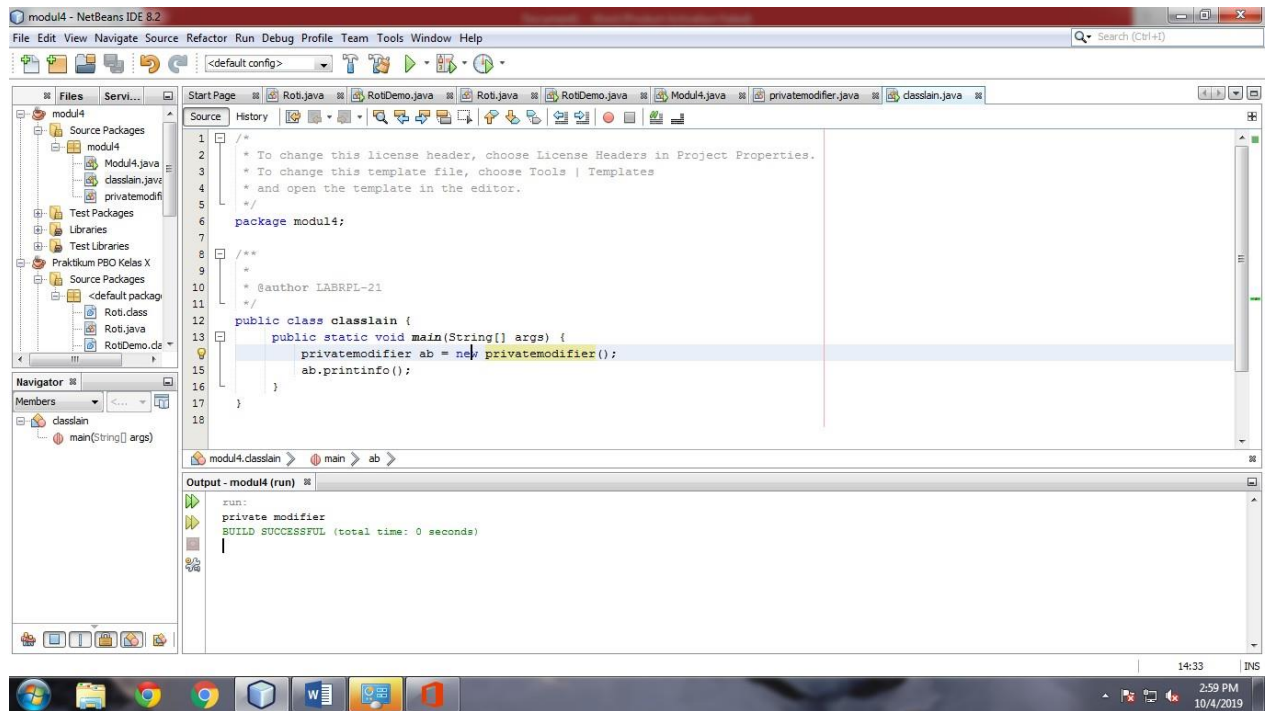 modul4 - NetBeans IDE 8.2
File Edit View Navigate Source Refactor Run Debug Profile Team Tools Window Help
Search (Ctrl+I)
<default config>
Files Servi...
Start Page Roti.java RotiDemo.java Roti.java RotiDemo.java Modul4.java privatemodifier.java classlain.java
modul4
Source Packages
modul4
Modul4.java
classlain.java
privatemodifi
Test Packages
Libraries
Test Libraries
Praktikum PBO Kelas X
Source Packages
<default packag
Roti.class
Roti.java
RotiDemo.cla
Source History
1 /*
2 * To change this license header, choose License Headers in Project Properties.
3 * To change this template file, choose Tools | Templates
4 * and open the template in the editor.
5 */
6 package modul4;
7
8 /**
9 *
10 * @author LABRPL-21
11 */
12 public class classlain {
13 public static void main(String[] args) {
privatemodifier ab = new privatemodifier();
15 ab.printinfo();
16 }
17 }
18
Navigator
Members <...
classlain
main(String[] args)
modul4.classlain main ab
Output - modul4 (run)
run:
private modifier
BUILD SUCCESSFUL (total time: 0 seconds)
14:33 INS
2:59 PM
10/4/2019